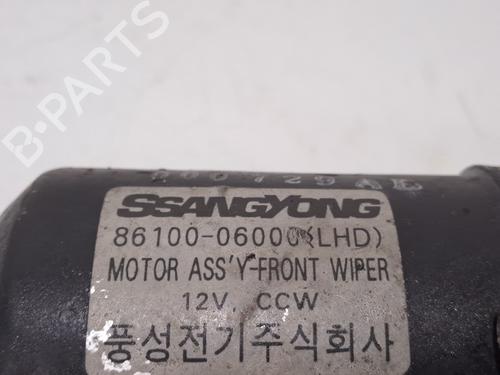 B-PARTS
SSANGYONG
86100-06000(LHD)
MOTOR ASS'Y-FRONT WIPER
12V, CCW
풍성전기주식회사